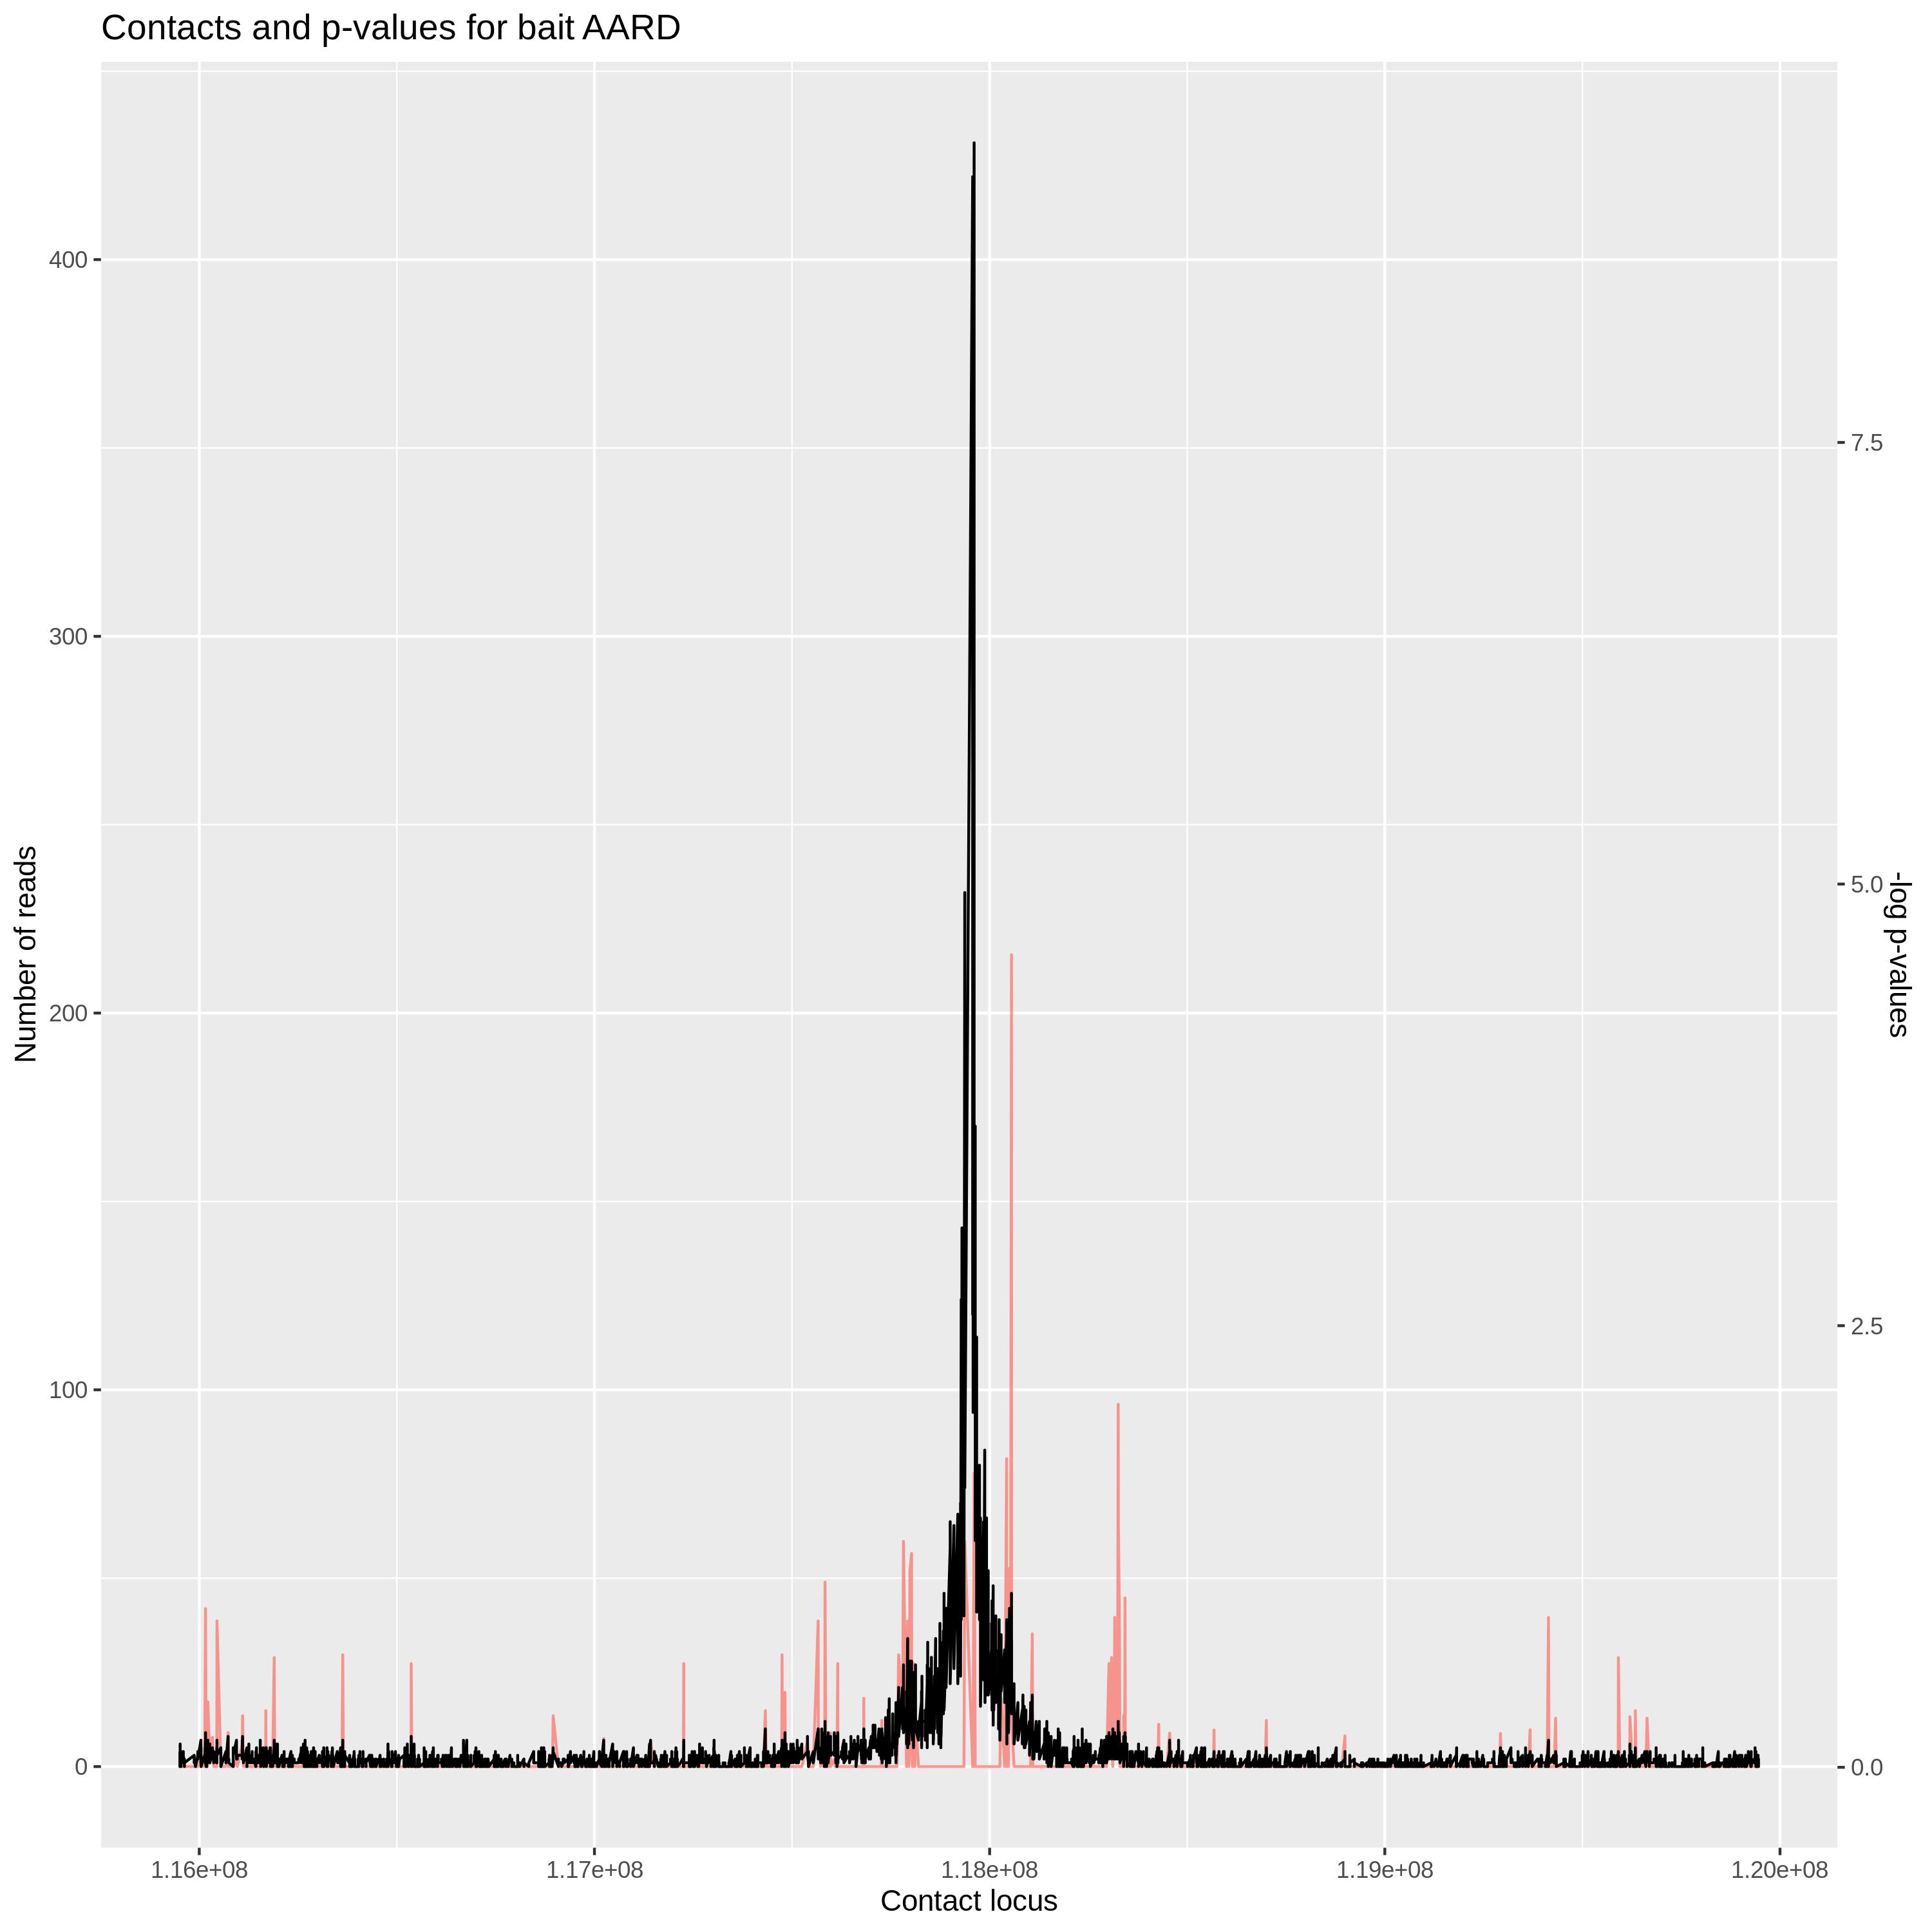 Contacts and p-values for bait AARD
400
300
200
100
0
Number of reads
7.5
5.0
2.5
0.0
-log p-values
1.16e+08
1.17e+08
1.18e+08
1.19e+08
1.20e+08
Contact locus